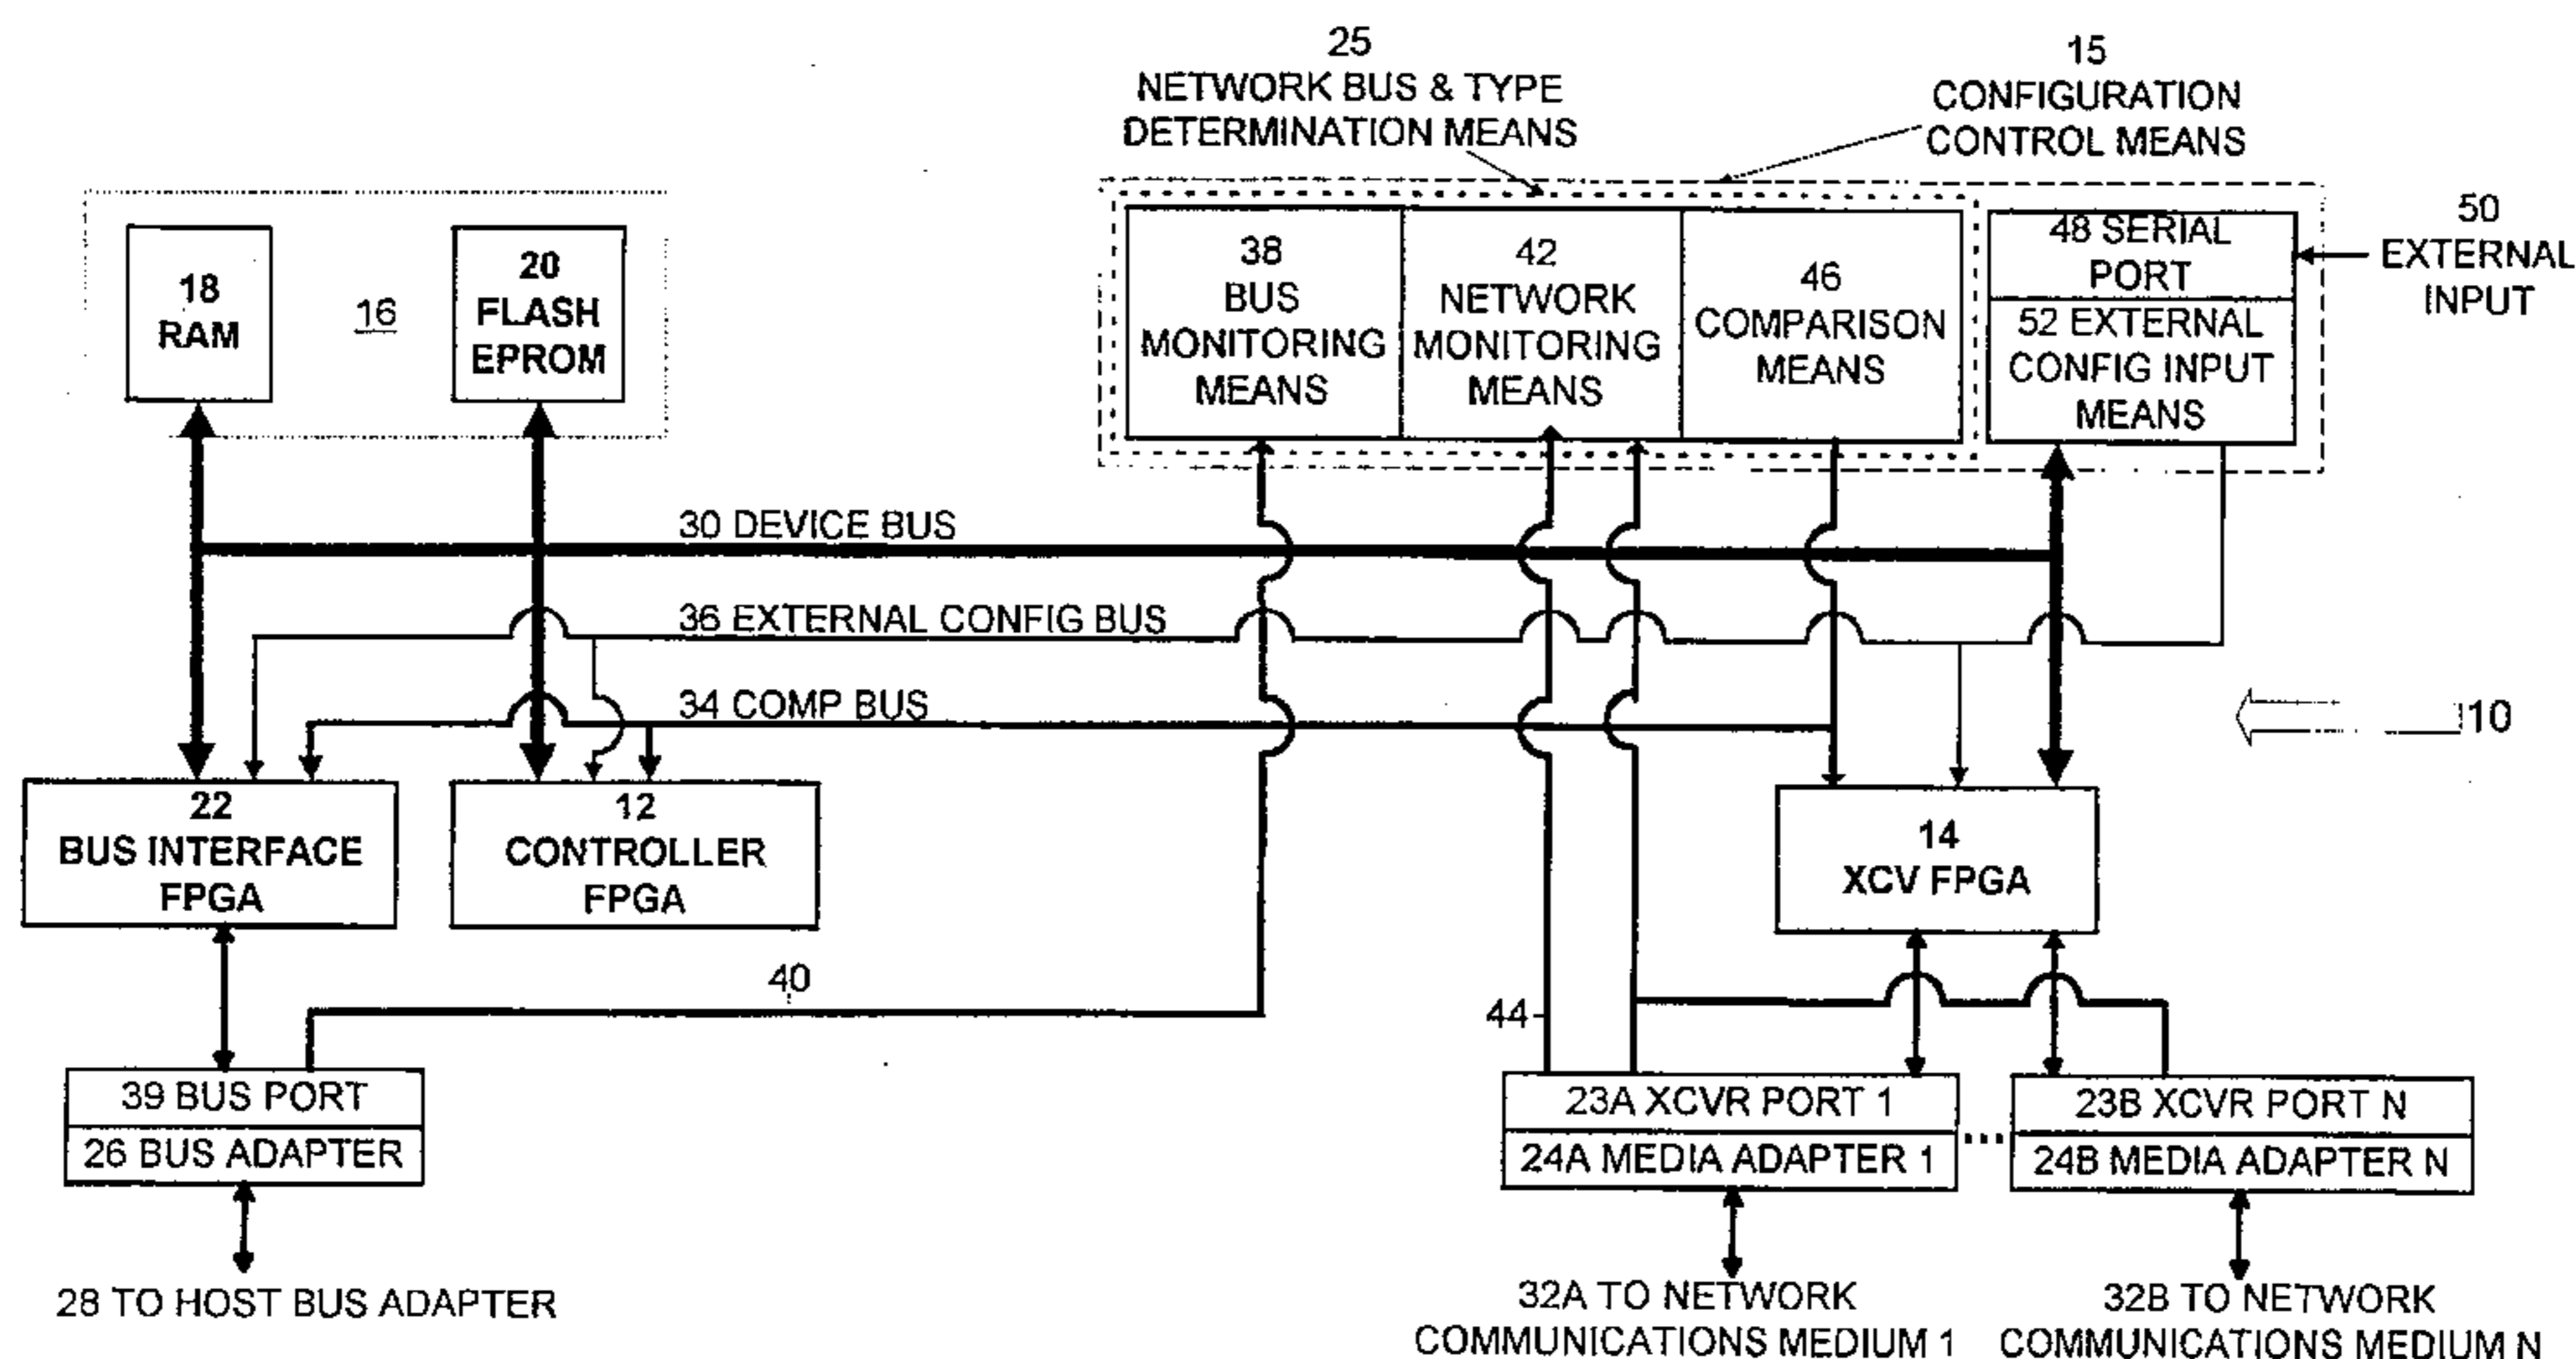 25
NETWORK BUS & TYPE
DETERMINATION MEANS
15
CONFIGURATION
CONTROL MEANS
18
RAM
16
20
FLASH
EPROM
38
BUS
MONITORING
MEANS
42
NETWORK
MONITORING
MEANS
46
COMPARISON
MEANS
48 SERIAL
PORT
52 EXTERNAL
CONFIG INPUT
MEANS
50
EXTERNAL
INPUT
30 DEVICE BUS
36 EXTERNAL CONFIG BUS
34 COMP BUS
10
22
BUS INTERFACE
FPGA
12
CONTROLLER
FPGA
14
XCV FPGA
40
44
39 BUS PORT
26 BUS ADAPTER
23A XCVR PORT 1
24A MEDIA ADAPTER 1
23B XCVR PORT N
24B MEDIA ADAPTER N
28 TO HOST BUS ADAPTER
32A TO NETWORK
COMMUNICATIONS MEDIUM 1
32B TO NETWORK
COMMUNICATIONS MEDIUM N